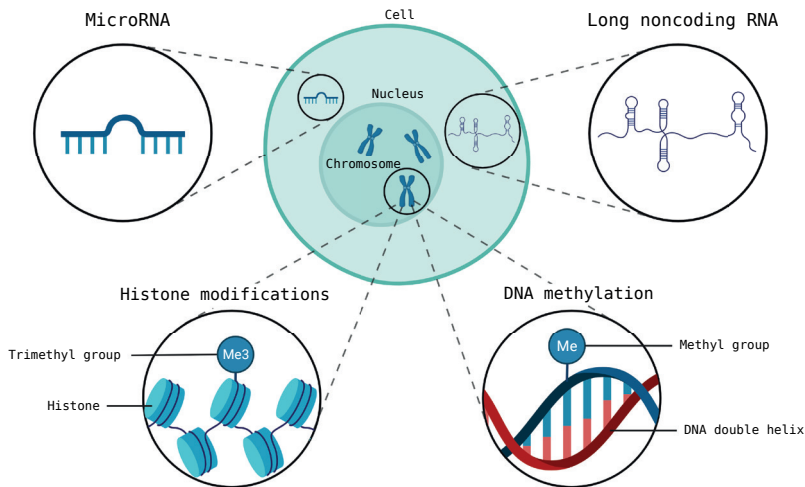 MicroRNA
Cell
Long noncoding RNA
Nucleus
Chromosome
Histone modifications
DNA methylation
Trimethyl group
Me3
Me
Methyl group
Histone
DNA double helix